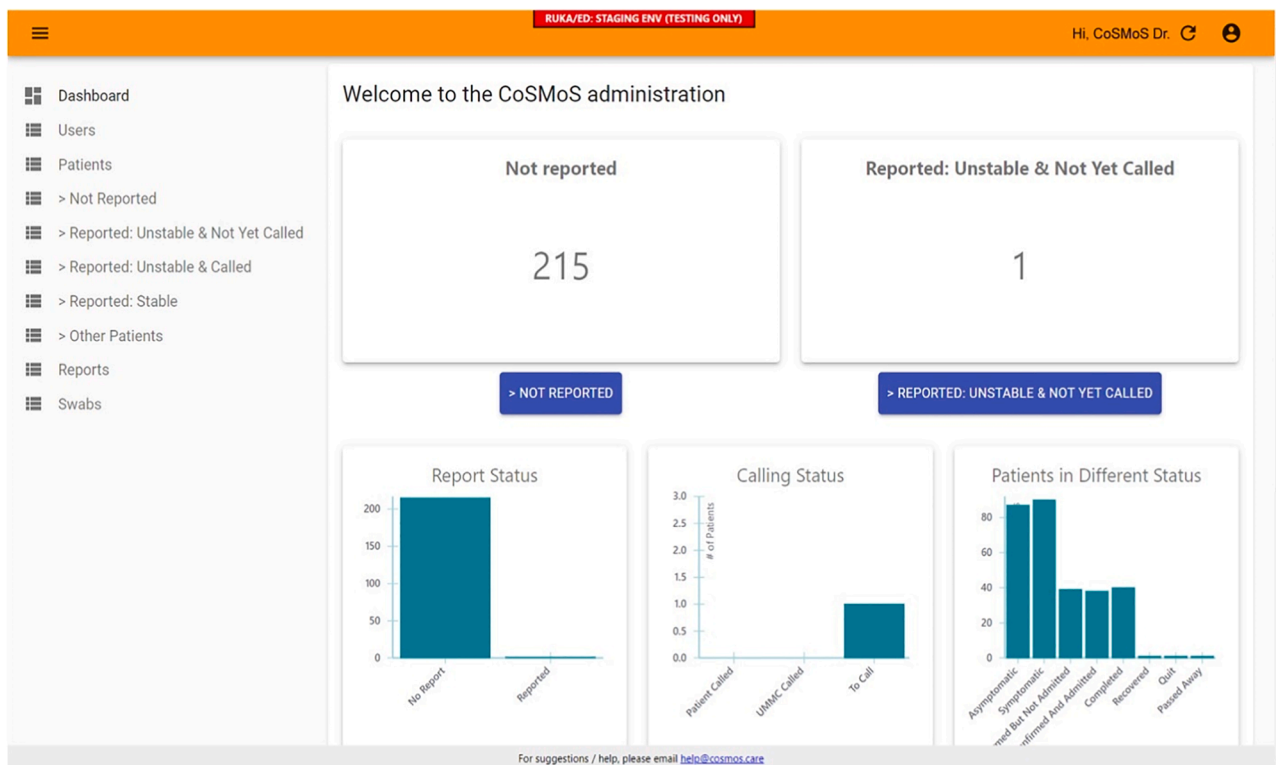 RUKA/ED: STAGING ENV (TESTING ONLY)
Hi, CoSMoS Dr.
Dashboard
Users
Patients
> Not Reported
> Reported: Unstable & Not Yet Called
> Reported: Unstable & Called
> Reported: Stable
> Other Patients
Reports
Swabs
Welcome to the CoSMoS administration
Not reported
215
> NOT REPORTED
Reported: Unstable & Not Yet Called
1
> REPORTED: UNSTABLE & NOT YET CALLED
Report Status
200
150
100
50
0
No Report
Reported
Calling Status
# of Patients
3.0
2.5
2.0
1.5
1.0
0.5
0.0
Patient Called
UMMC Called
To Call
Patients in Different Status
80
60
40
20
0
Asymptomatic
Symptomatic
But Not Admitted
And Admitted
Completed
Recovered
Quit
Passed Away
For suggestions / help, please email help@cosmos.care